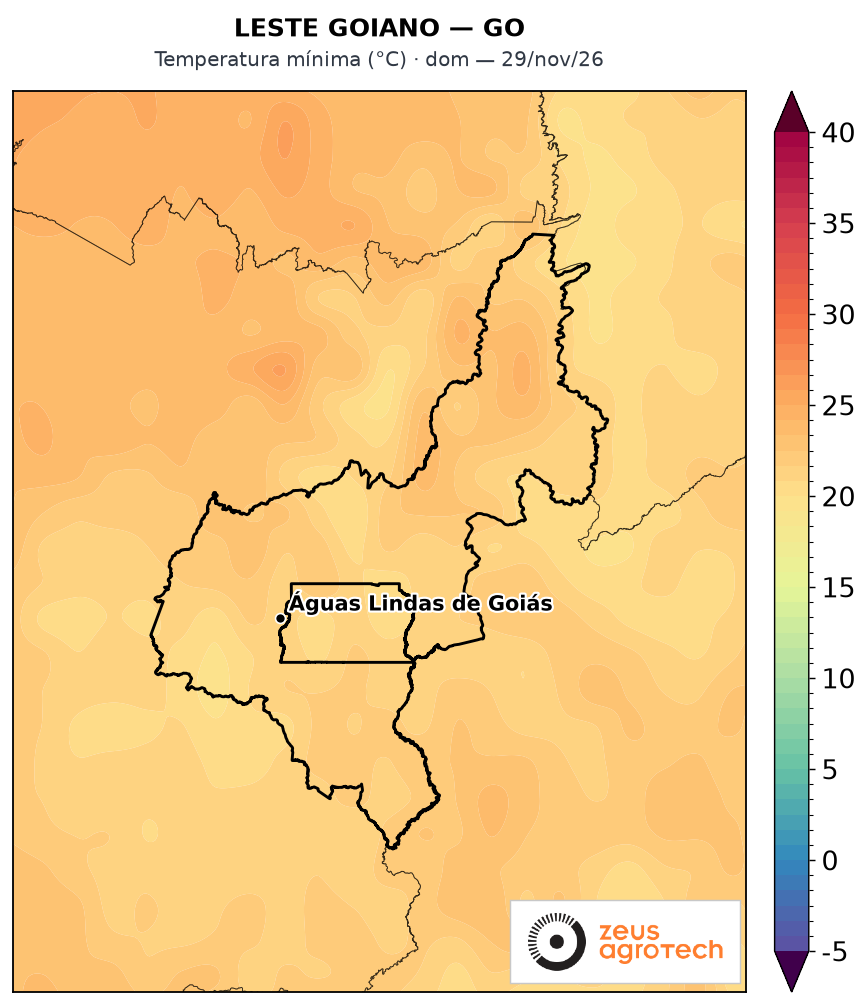 LESTE GOIANO — GO
Temperatura mínima (°C) · dom — 29/nov/26
40
35
30
25
20
15
10
5
0
-5
Águas Lindas de Goiás
zeus
agrotech